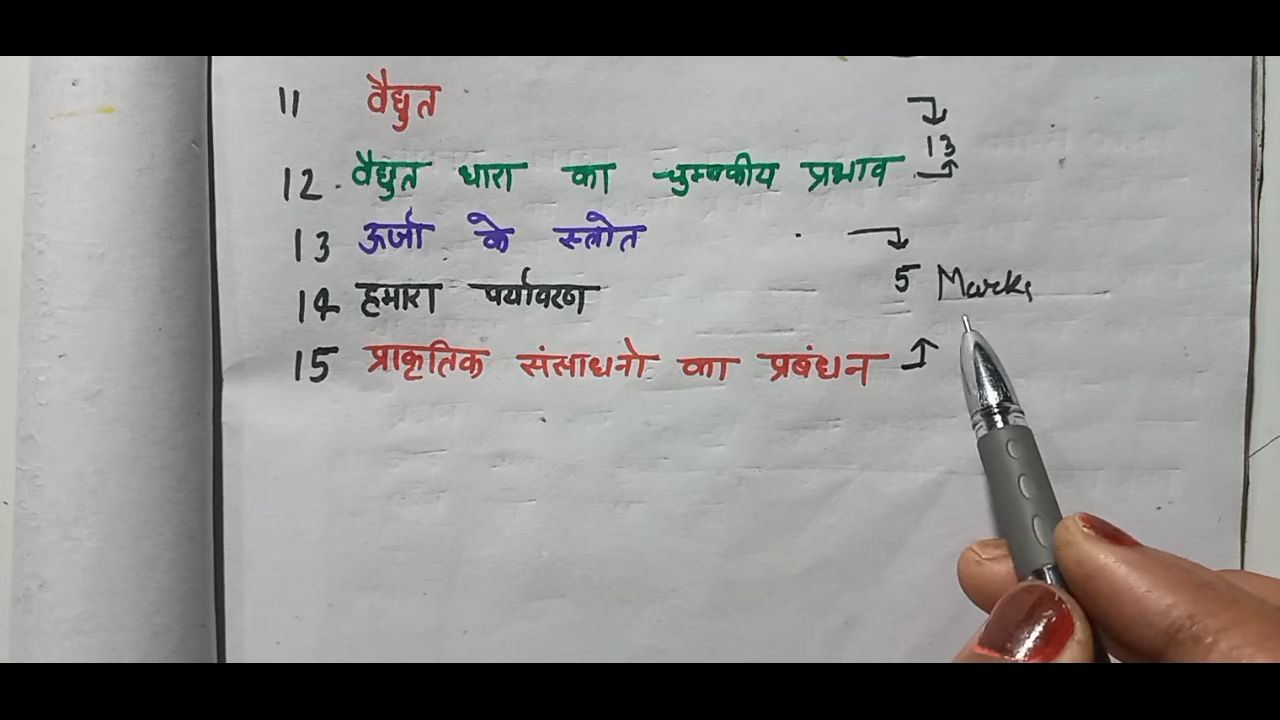 11 वैद्युत
13
12. वैद्युत धारा का चुम्बकीय प्रभाव
13 ऊर्जा के स्त्रोत
5 Marks
14 हमारा पर्यावरण
15 प्राकृतिक संसाधनो का प्रबंधन